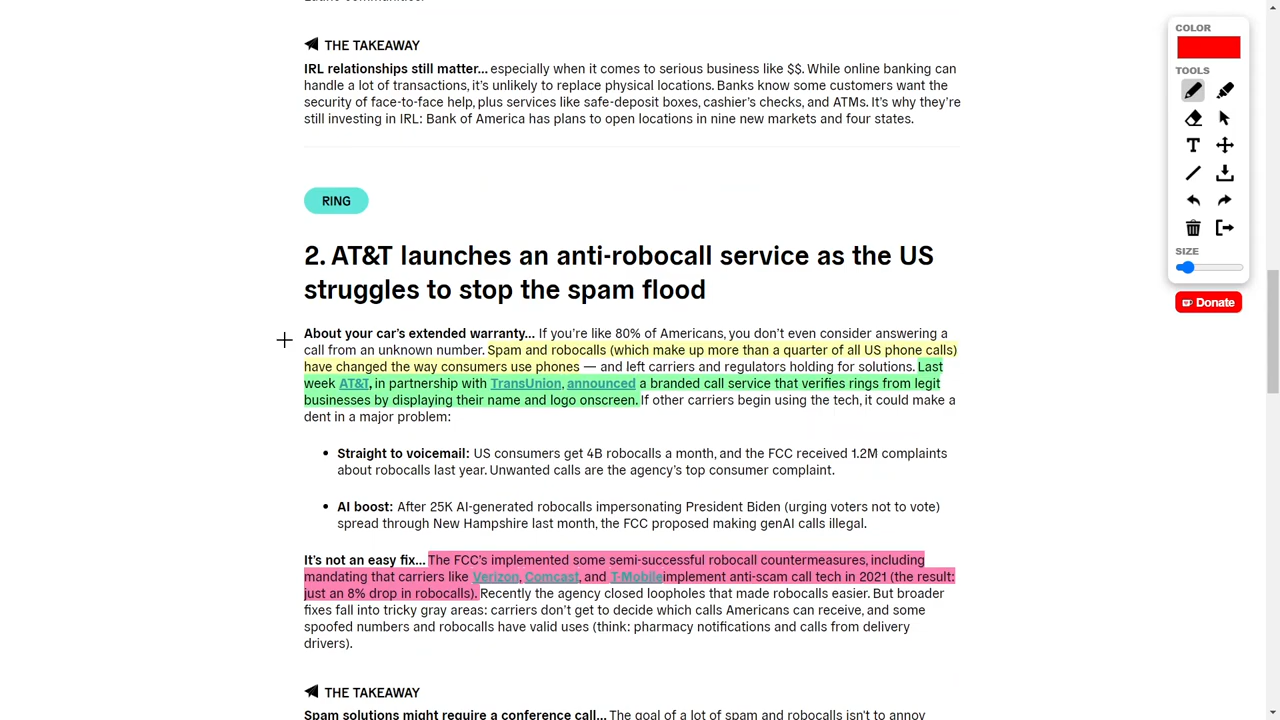 THE TAKEAWAY
IRL relationships still matter... especially when it comes to serious business like $$. While online banking can
handle a lot of transactions, it's unlikely to replace physical locations. Banks know some customers want the
security of face-to-face help, plus services like safe-deposit boxes, cashier's checks, and ATMs. It's why they're
still investing in IRL: Bank of America has plans to open locations in nine new markets and four states.
RING
2. AT&T launches an anti-robocall service as the US
struggles to stop the spam flood
About your car's extended warranty... If you're like 80% of Americans, you don't even consider answering a
call from an unknown number. Spam and robocalls (which make up more than a quarter of all US phone calls)
have changed the way consumers use phones — and left carriers and regulators holding for solutions. Last
week AT&T, in partnership with TransUnion, announced a branded call service that verifies rings from legit
businesses by displaying their name and logo onscreen. If other carriers begin using the tech, it could make a
dent in a major problem:
• Straight to voicemail: US consumers get 4B robocalls a month, and the FCC received 1.2M complaints
about robocalls last year. Unwanted calls are the agency's top consumer complaint.
• AI boost: After 25K AI-generated robocalls impersonating President Biden (urging voters not to vote)
spread through New Hampshire last month, the FCC proposed making genAI calls illegal.
It's not an easy fix... The FCC's implemented some semi-successful robocall countermeasures, including
mandating that carriers like Verizon, Comcast, and T-Mobileimplement anti-scam call tech in 2021 (the result:
just an 8% drop in robocalls). Recently the agency closed loopholes that made robocalls easier. But broader
fixes fall into tricky gray areas: carriers don't get to decide which calls Americans can receive, and some
spoofed numbers and robocalls have valid uses (think: pharmacy notifications and calls from delivery
drivers).
THE TAKEAWAY
Spam solutions might require a conference call... The goal of a lot of spam and robocalls isn't to annoy
COLOR
TOOLS
SIZE
Donate